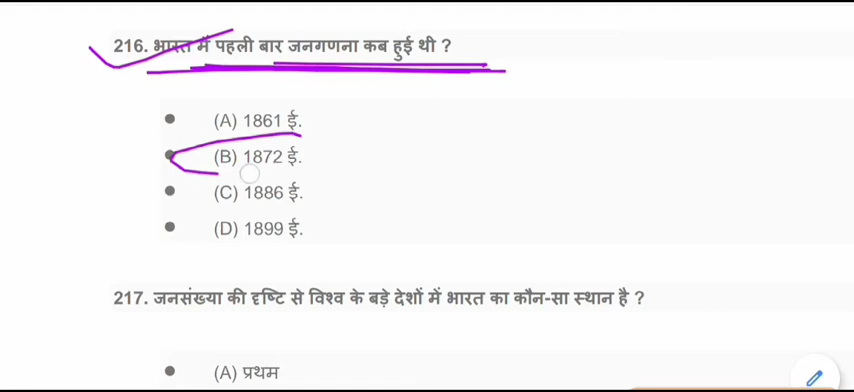 216. भारत में पहली बार जनगणना कब हुई थी ?
(A) 1861 ई.
(B) 1872 ई.
(C) 1886 ई.
(D) 1899 ई.
217. जनसंख्या की दृष्टि से विश्व के बड़े देशों में भारत का कौन-सा स्थान है ?
(A) प्रथम